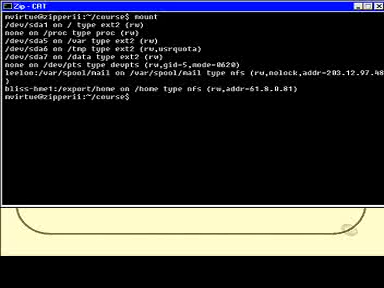 Zip - CRT
mvirtue@zipperii:~/course$ mount
/dev/sda1 on / type ext2 (rw)
none on /proc type proc (rw)
/dev/sda5 on /var type ext2 (rw)
/dev/sda6 on /tmp type ext2 (rw,usrquota)
/dev/sda7 on /data type ext2 (rw)
none on /dev/pts type devpts (rw,gid=5,mode=0620)
leelon:/var/spool/mail on /var/spool/mail type nfs (rw,nolock,addr=203.12.97.48
)
bliss-hme1:/export/home on /home type nfs (rw,addr=61.8.0.81)
mvirtue@zipperii:~/course$